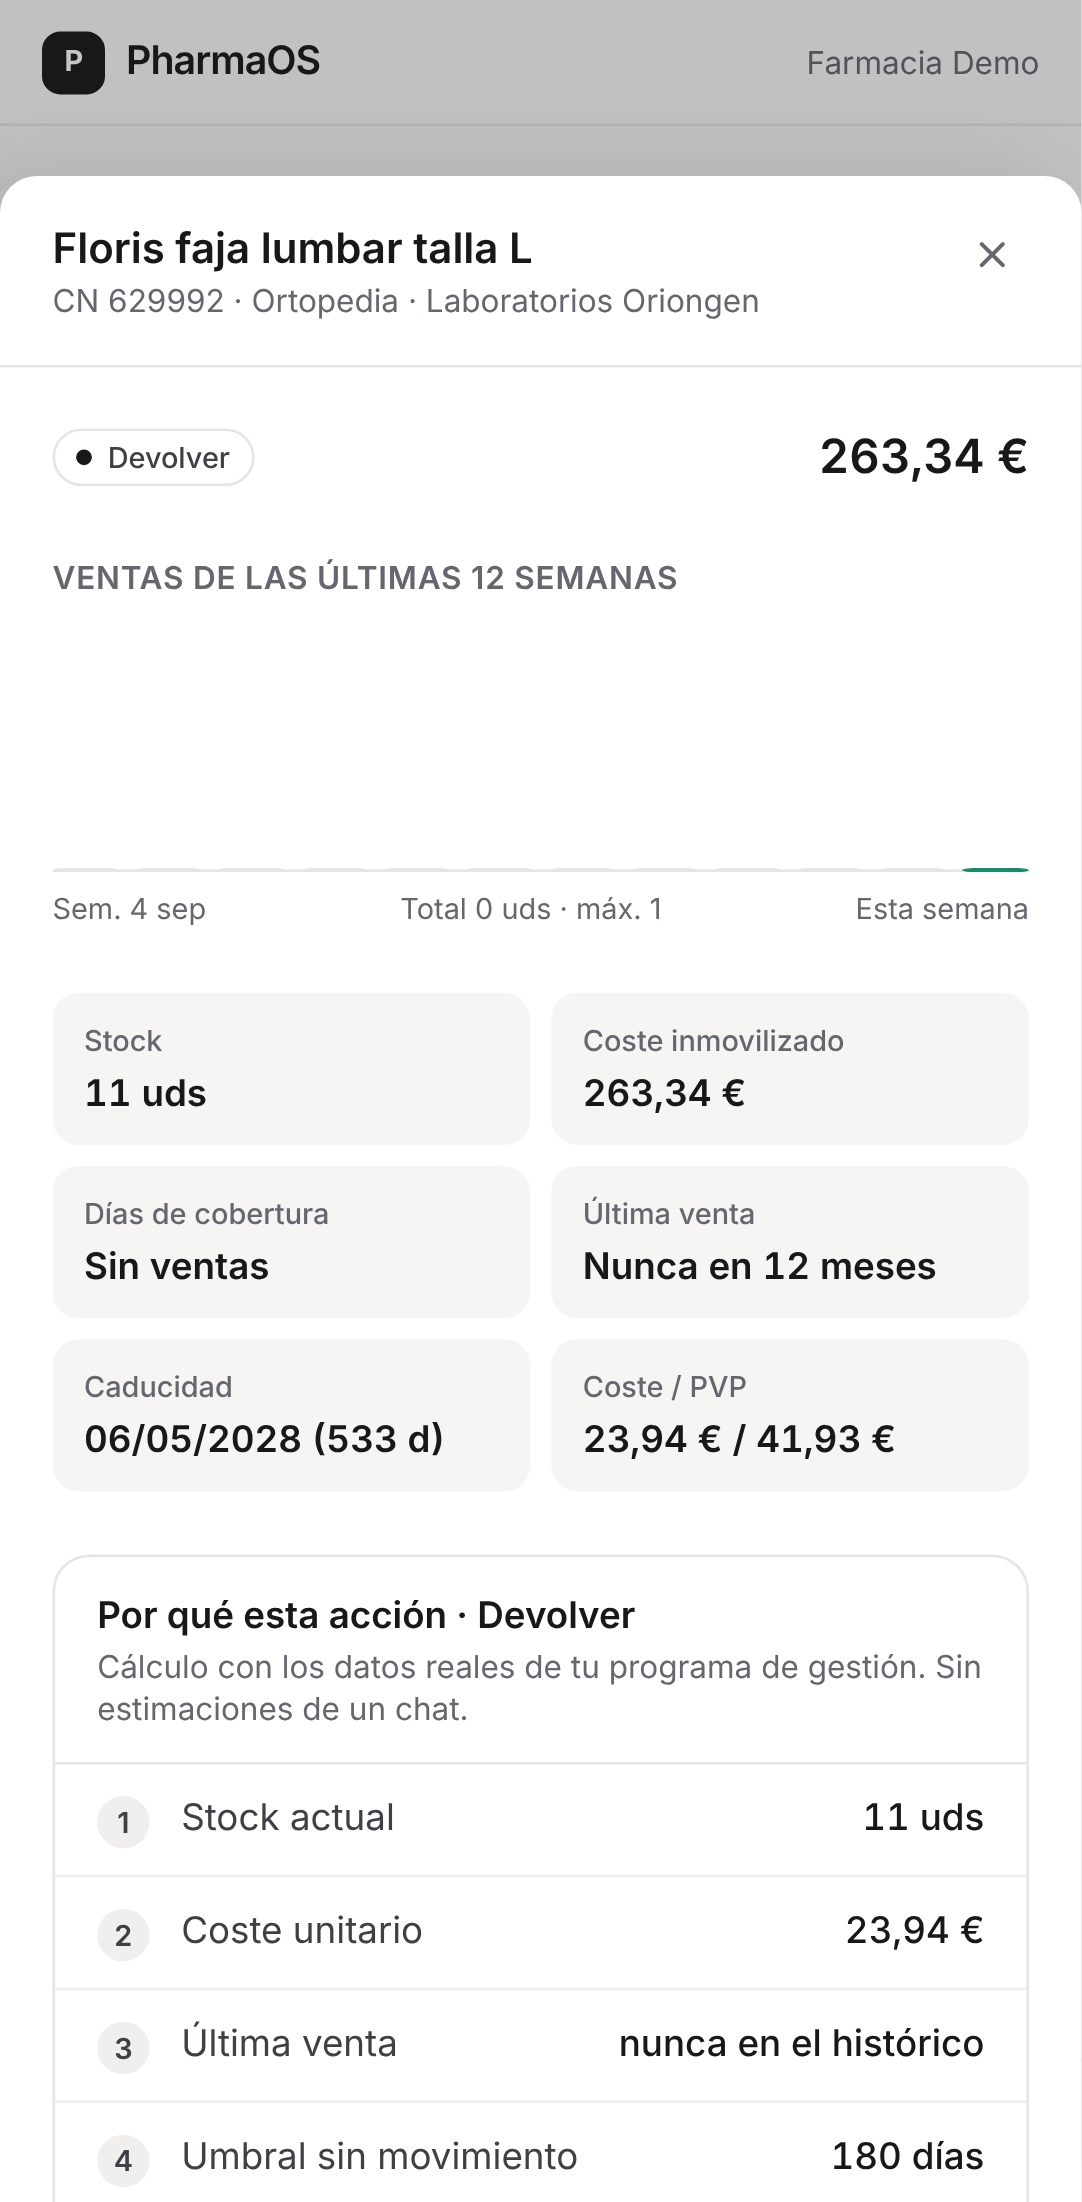 P PharmaOS Farmacia Demo
Floris faja lumbar talla L
CN 629992 · Ortopedia · Laboratorios Oriongen
Devolver 263,34 €
VENTAS DE LAS ÚLTIMAS 12 SEMANAS
Sem. 4 sep Total 0 uds · máx. 1 Esta semana
Stock Coste inmovilizado
11 uds 263,34 €
Días de cobertura Última venta
Sin ventas Nunca en 12 meses
Caducidad Coste / PVP
06/05/2028 (533 d) 23,94 € / 41,93 €
Por qué esta acción · Devolver
Cálculo con los datos reales de tu programa de gestión. Sin
estimaciones de un chat.
1 Stock actual 11 uds
2 Coste unitario 23,94 €
3 Última venta nunca en el histórico
4 Umbral sin movimiento 180 días